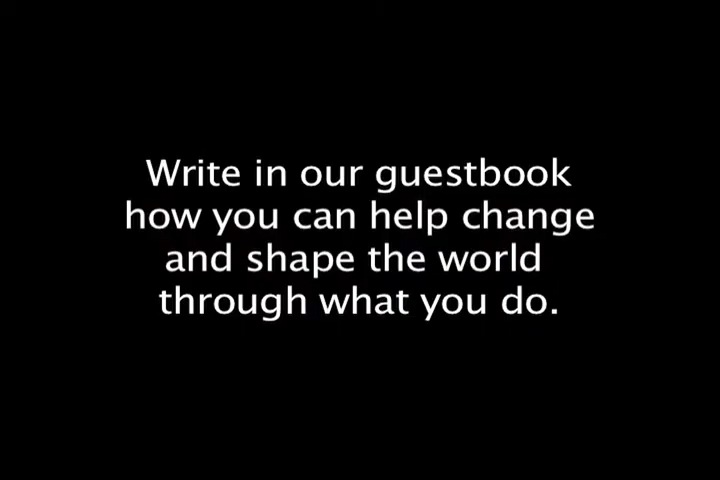 Write in our guestbook
how you can help change
and shape the world
through what you do.